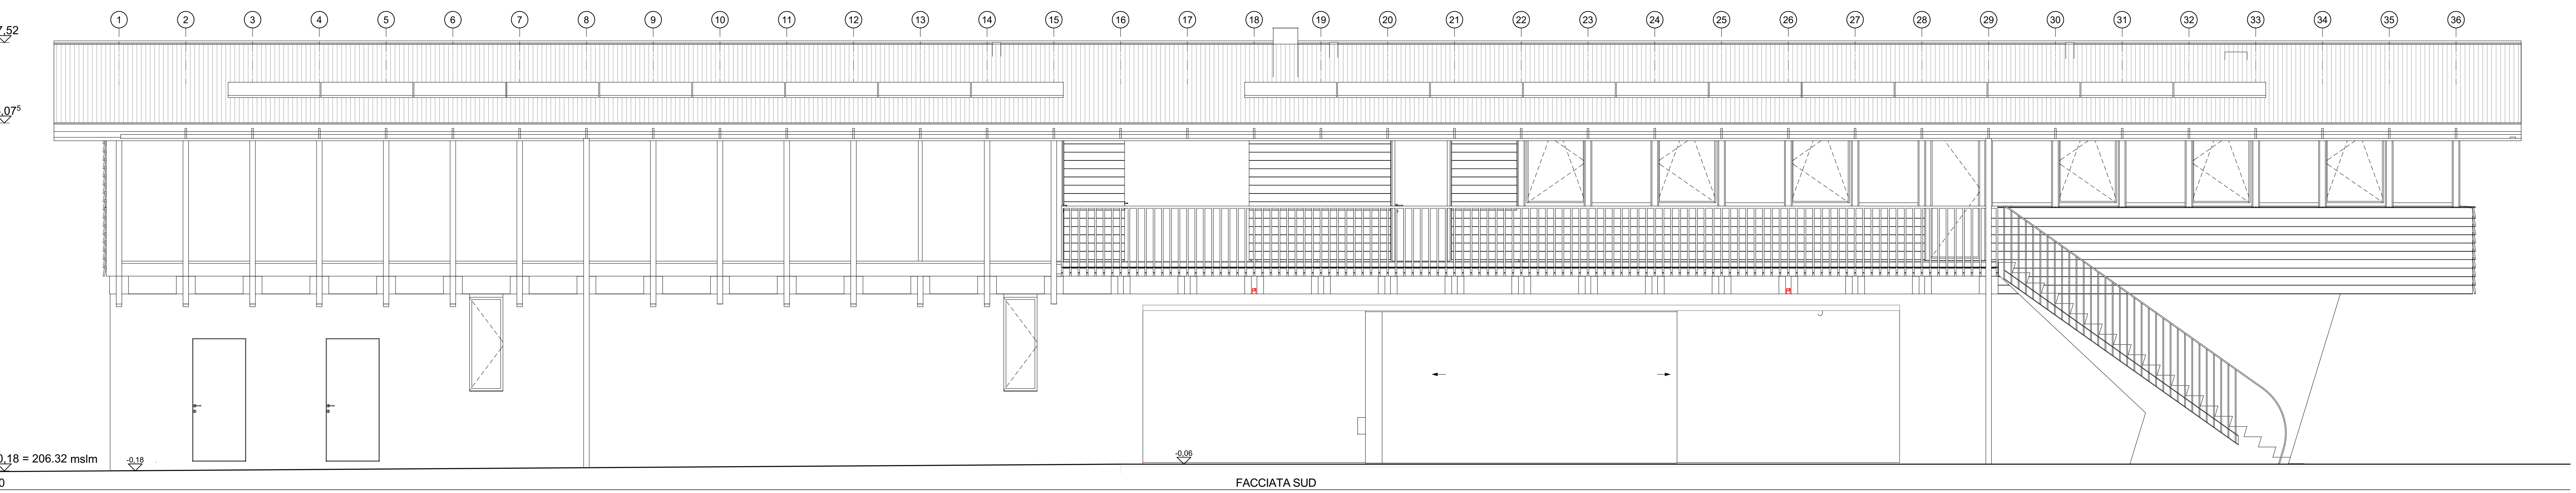 1 2 3 4 5 6 7 8 9 10 11 12 13 14 15 16 17 18 19 20 21 22 23 24 25 26 27 28 29 30 31 32 33 34 35 36
7.52
.07⁵
0.18 = 206.32 mslm
-0.18
-0.06
0
FACCIATA SUD